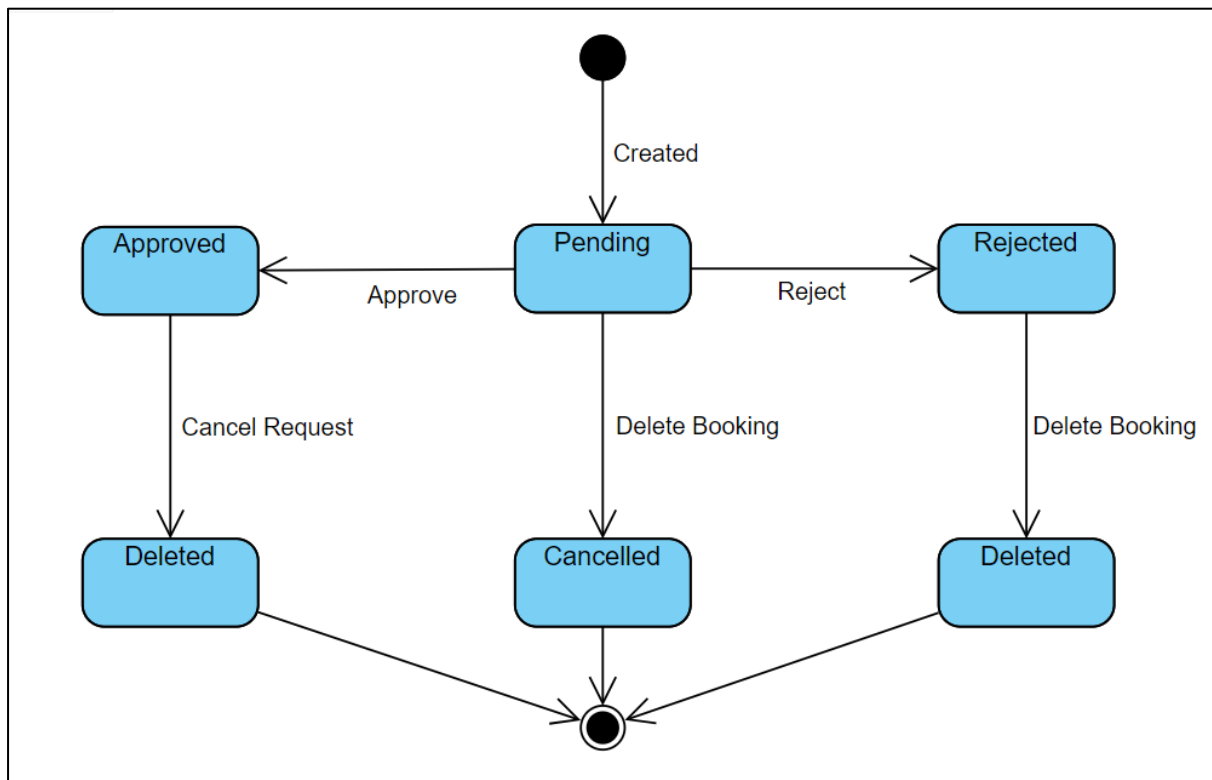 Created
Approved
Pending
Rejected
Approve
Reject
Cancel Request
Delete Booking
Delete Booking
Deleted
Cancelled
Deleted